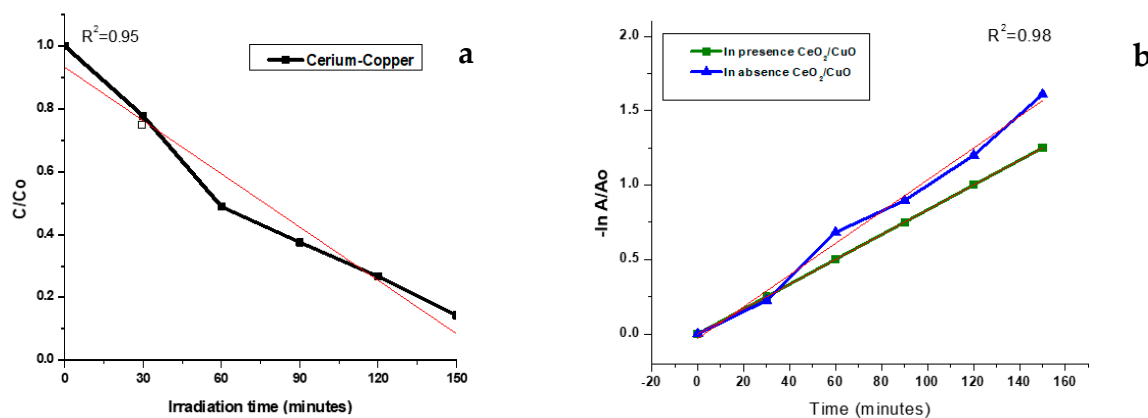 R²=0.95
Cerium-Copper
a
C/Co
1.0
0.8
0.6
0.4
0.2
0.0
0 30 60 90 120 150
Irradiation time (minutes)
R²=0.98
In presence CeO₂/CuO
In absence CeO₂/CuO
b
-ln A/Ao
2.0
1.5
1.0
0.5
0.0
-20 0 20 40 60 80 100 120 140 160
Time (minutes)